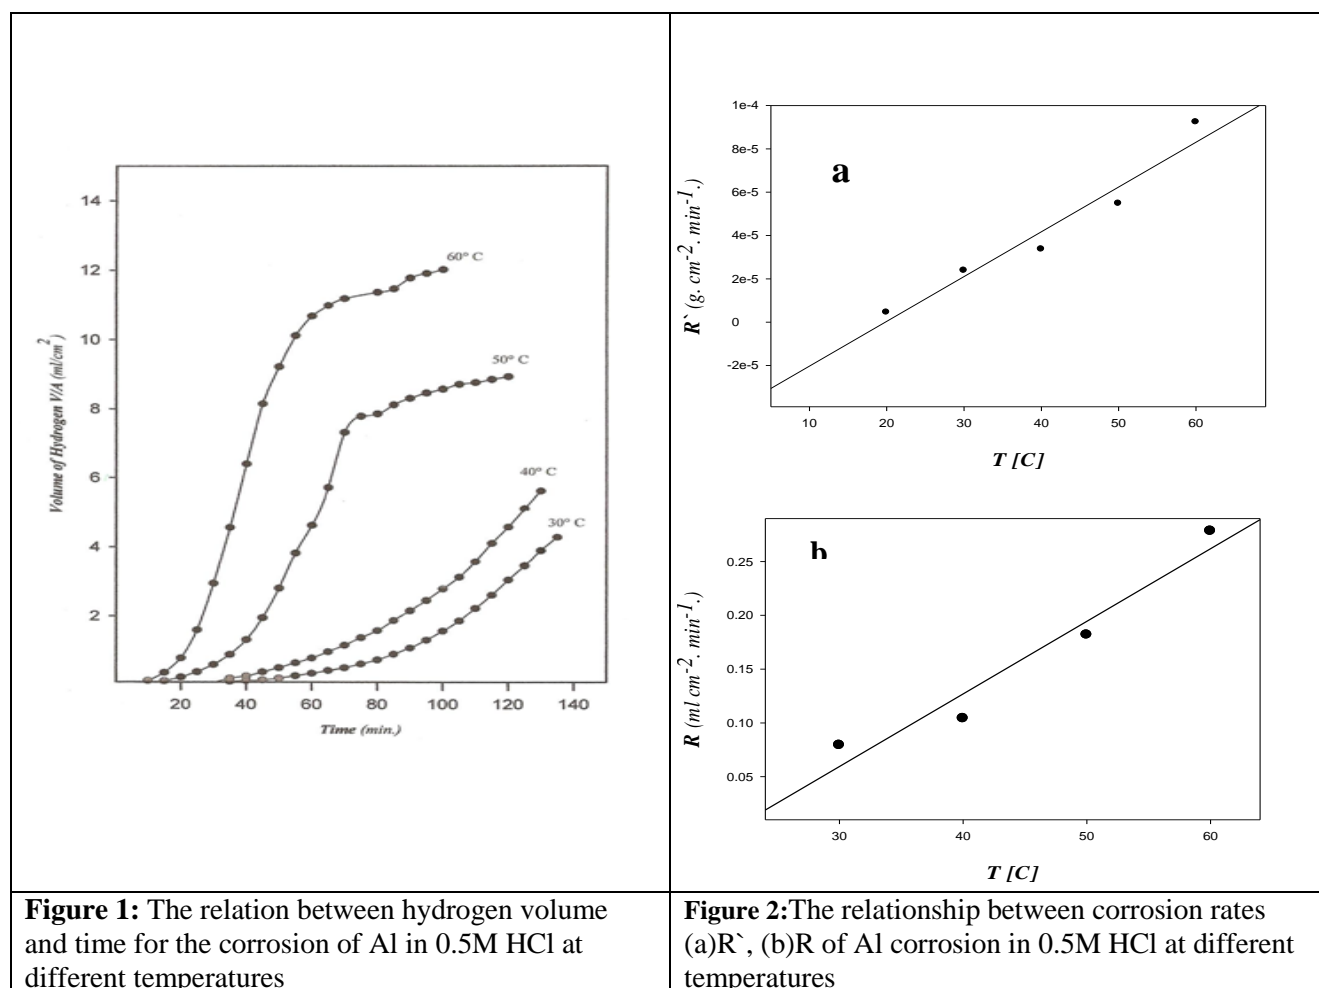 14
12
10
8
6
4
2
20
40
60
80
100
120
140
60° C
50° C
40° C
30° C
Volume of Hydrogen V/A (ml/cm²)
Time (min.)
1e-4
8e-5
6e-5
4e-5
2e-5
0
-2e-5
10
20
30
40
50
60
a
R` (g. cm-2. min-1.)
T [C]
0.25
0.20
0.15
0.10
0.05
30
40
50
60
b
R (ml cm-2. min-1.)
T [C]
Figure 1: The relation between hydrogen volume
and time for the corrosion of Al in 0.5M HCl at
different temperatures
Figure 2:The relationship between corrosion rates
(a)R`, (b)R of Al corrosion in 0.5M HCl at different
temperatures